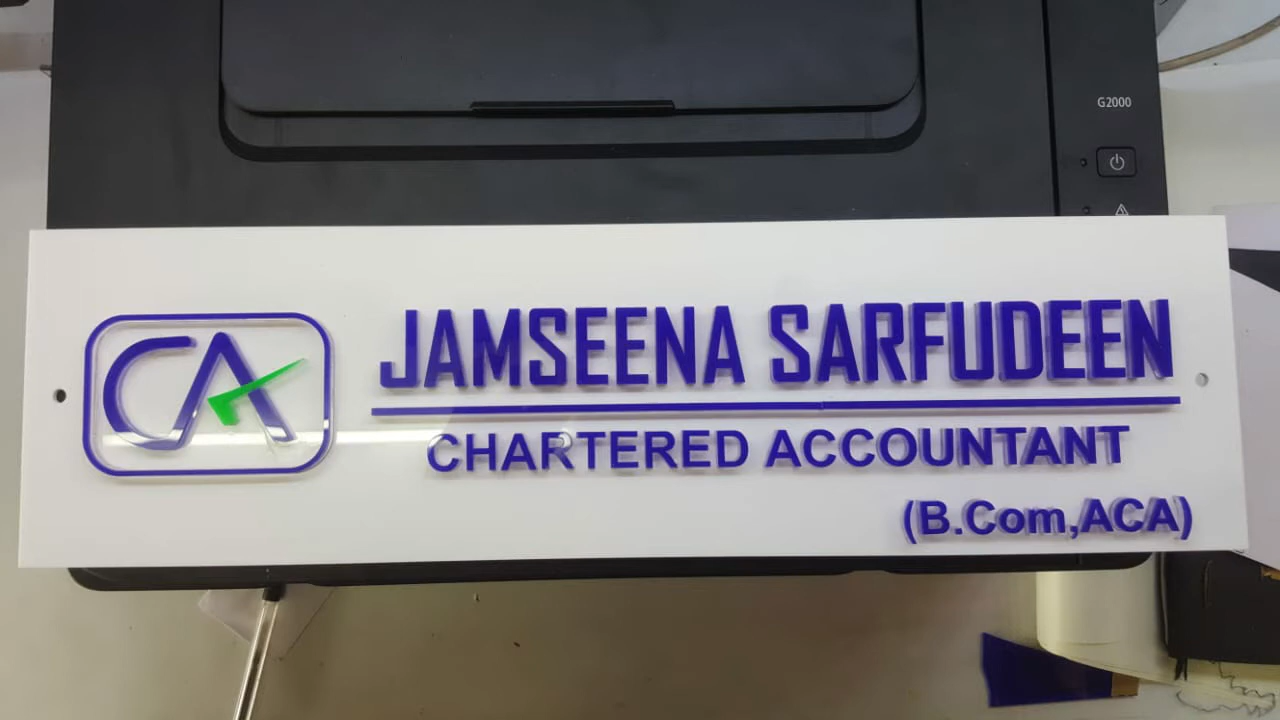 G2000
CA
JAMSEENA SARFUDEEN
CHARTERED ACCOUNTANT
(B.Com,ACA)